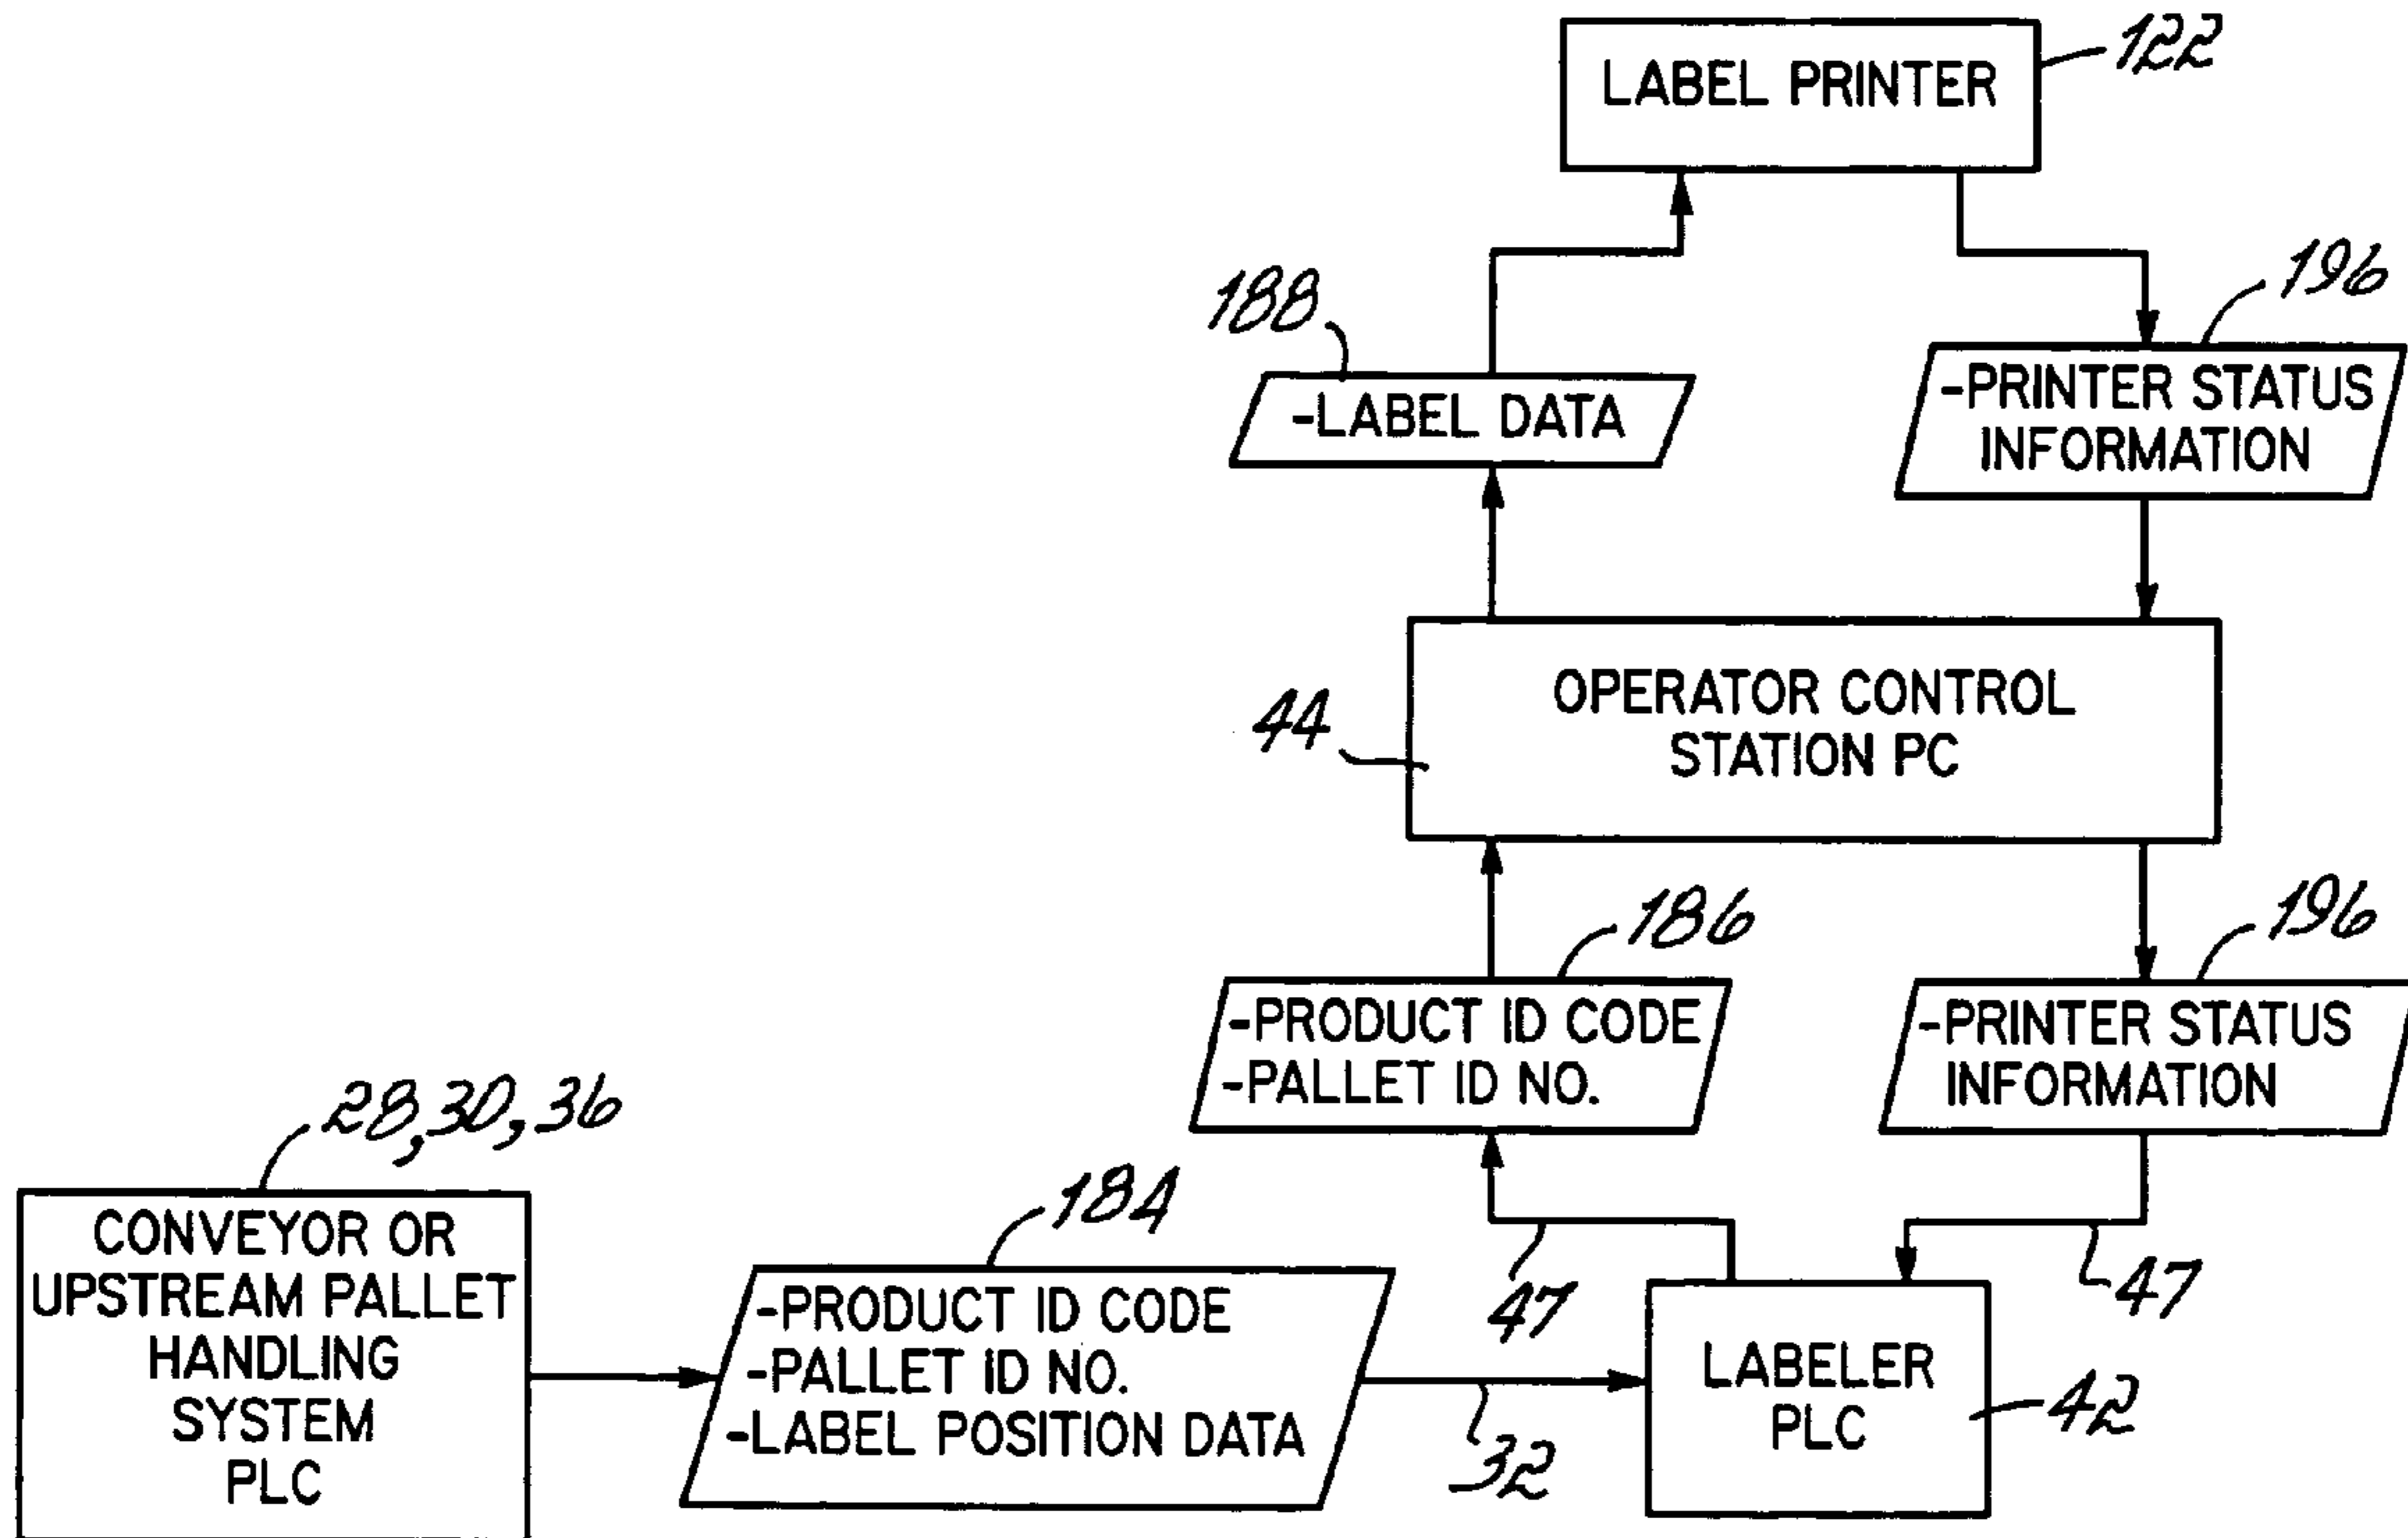 LABEL PRINTER
122
188
-LABEL DATA
196
-PRINTER STATUS
INFORMATION
44
OPERATOR CONTROL
STATION PC
186
-PRODUCT ID CODE
-PALLET ID NO.
196
-PRINTER STATUS
INFORMATION
28,30,36
CONVEYOR OR
UPSTREAM PALLET
HANDLING
SYSTEM
PLC
184
-PRODUCT ID CODE
-PALLET ID NO.
-LABEL POSITION DATA
32
47
47
LABELER
PLC
42